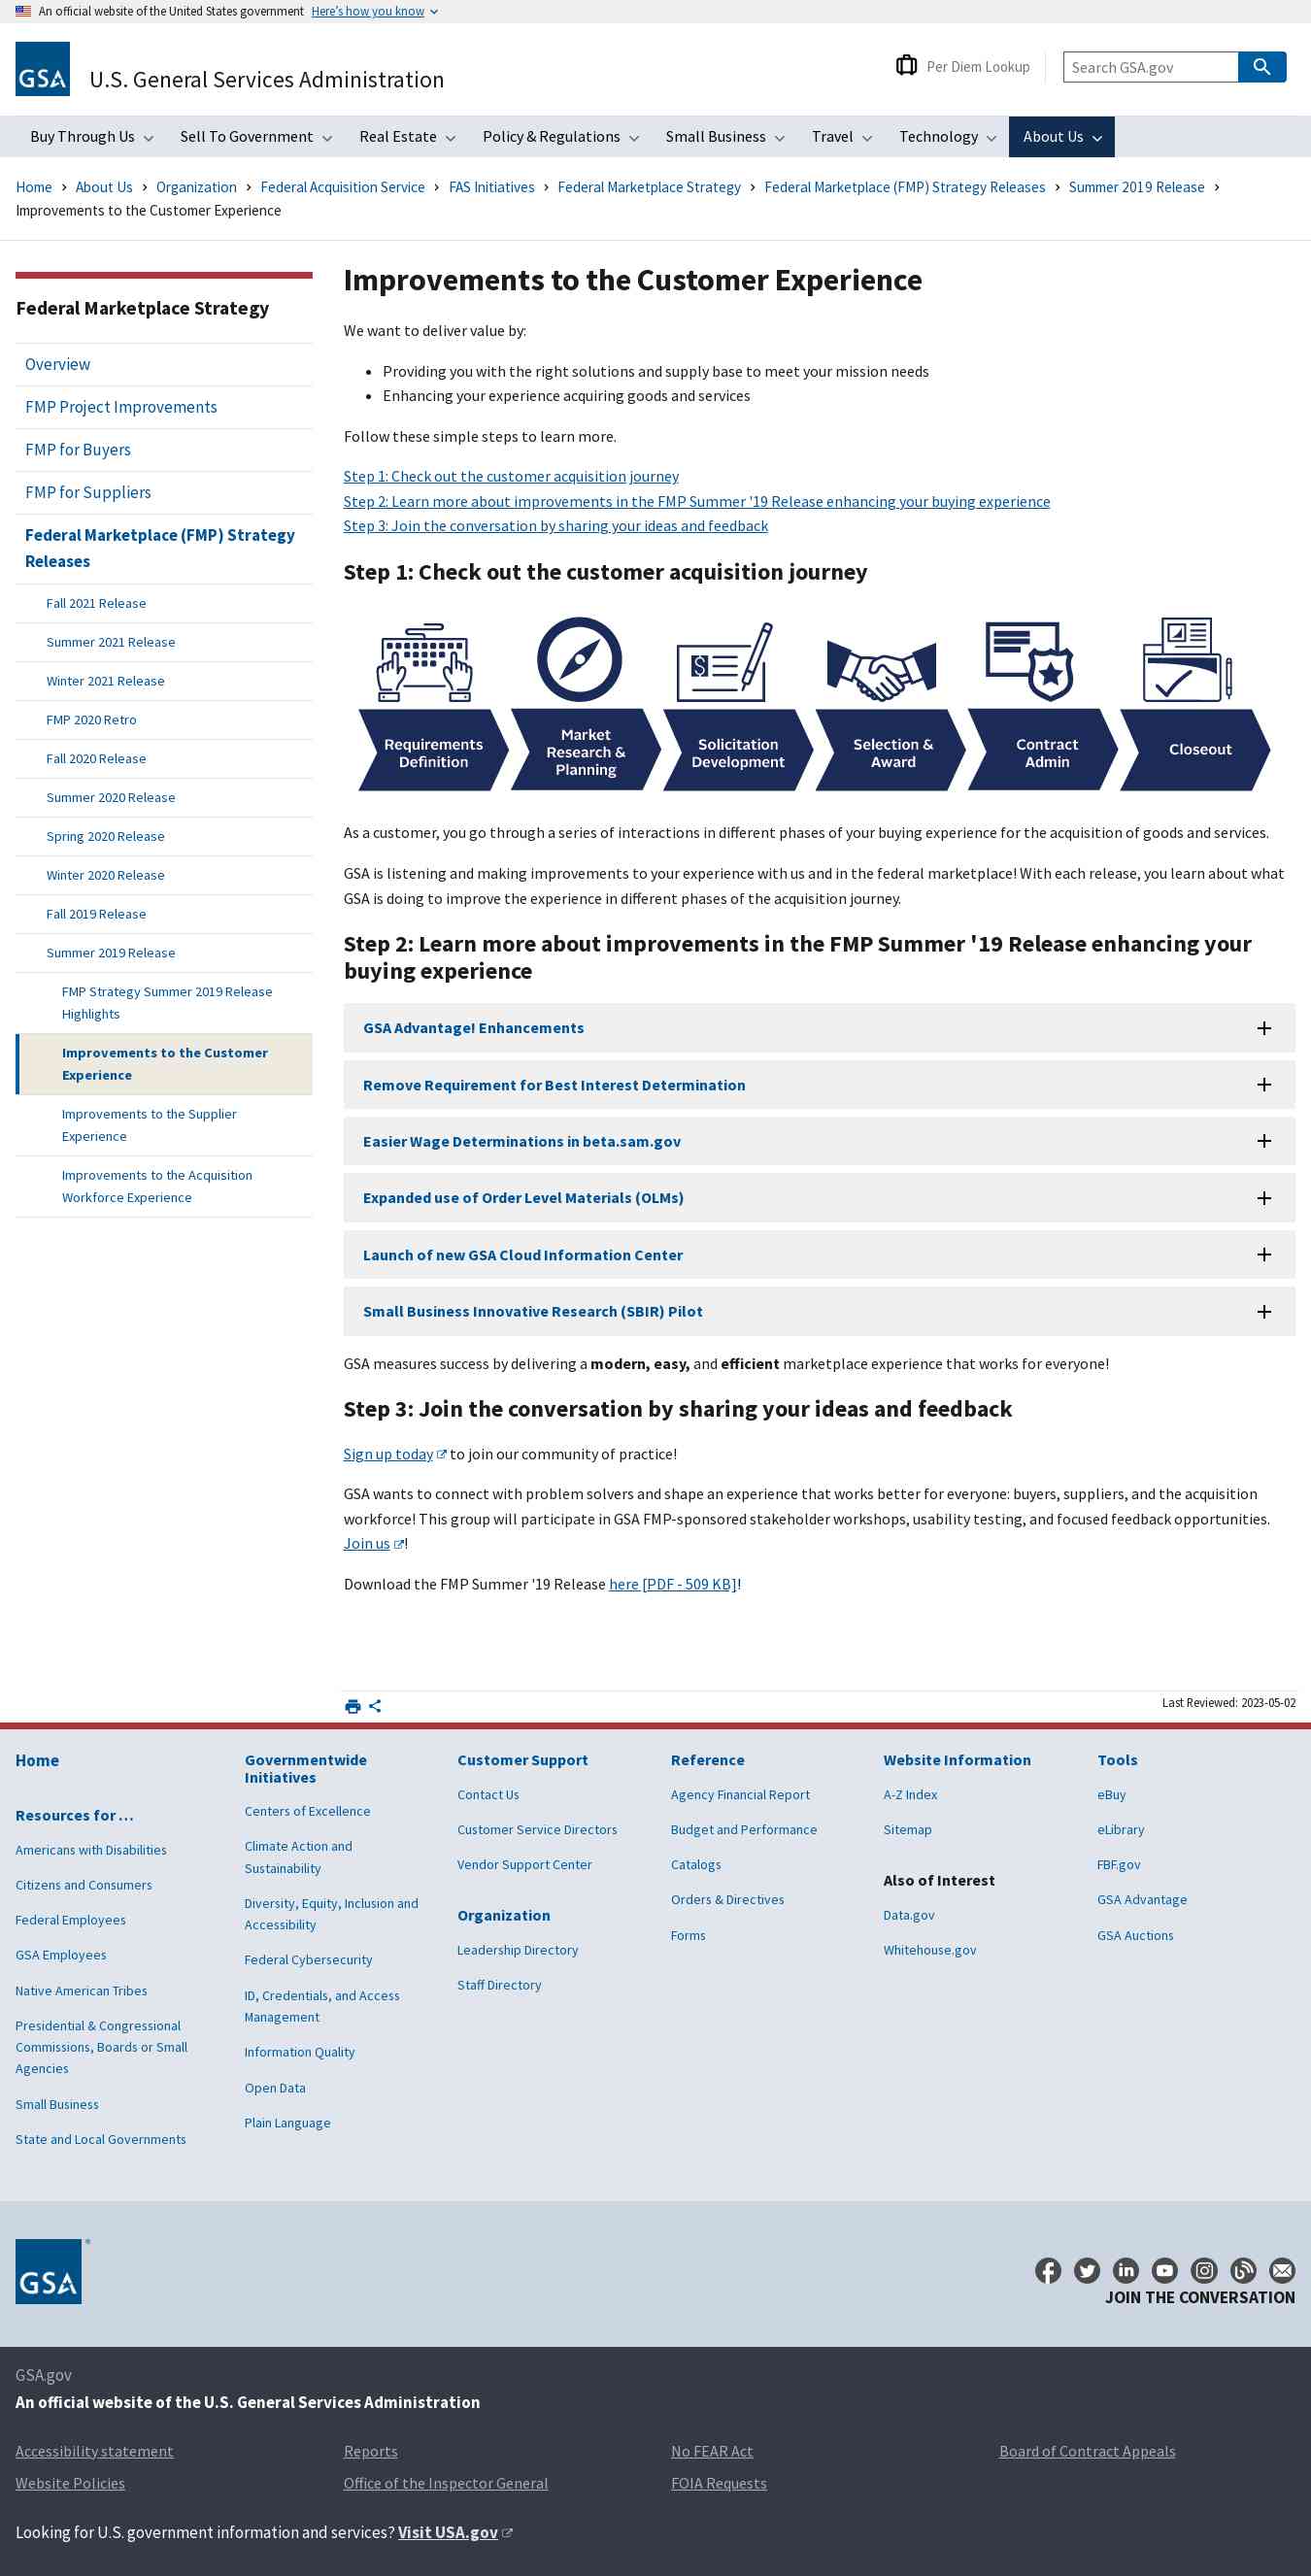 An official website of the United States government Here's how you know
GSA
U.S. General Services Administration
Per Diem Lookup
Search GSA.gov
Buy Through Us Sell To Government Real Estate Policy & Regulations Small Business Travel Technology About Us
Home › About Us › Organization › Federal Acquisition Service › FAS Initiatives › Federal Marketplace Strategy › Federal Marketplace (FMP) Strategy Releases › Summer 2019 Release ›
Improvements to the Customer Experience
Federal Marketplace Strategy
Overview
FMP Project Improvements
FMP for Buyers
FMP for Suppliers
Federal Marketplace (FMP) Strategy
Releases
Fall 2021 Release
Summer 2021 Release
Winter 2021 Release
FMP 2020 Retro
Fall 2020 Release
Summer 2020 Release
Spring 2020 Release
Winter 2020 Release
Fall 2019 Release
Summer 2019 Release
FMP Strategy Summer 2019 Release
Highlights
Improvements to the Customer
Experience
Improvements to the Supplier
Experience
Improvements to the Acquisition
Workforce Experience
Improvements to the Customer Experience
We want to deliver value by:
• Providing you with the right solutions and supply base to meet your mission needs
• Enhancing your experience acquiring goods and services
Follow these simple steps to learn more.
Step 1: Check out the customer acquisition journey
Step 2: Learn more about improvements in the FMP Summer '19 Release enhancing your buying experience
Step 3: Join the conversation by sharing your ideas and feedback
Step 1: Check out the customer acquisition journey
Requirements
Definition
Market
Research &
Planning
Solicitation
Development
Selection &
Award
Contract
Admin
Closeout
As a customer, you go through a series of interactions in different phases of your buying experience for the acquisition of goods and services.
GSA is listening and making improvements to your experience with us and in the federal marketplace! With each release, you learn about what
GSA is doing to improve the experience in different phases of the acquisition journey.
Step 2: Learn more about improvements in the FMP Summer '19 Release enhancing your
buying experience
GSA Advantage! Enhancements
Remove Requirement for Best Interest Determination
Easier Wage Determinations in beta.sam.gov
Expanded use of Order Level Materials (OLMs)
Launch of new GSA Cloud Information Center
Small Business Innovative Research (SBIR) Pilot
GSA measures success by delivering a modern, easy, and efficient marketplace experience that works for everyone!
Step 3: Join the conversation by sharing your ideas and feedback
Sign up today to join our community of practice!
GSA wants to connect with problem solvers and shape an experience that works better for everyone: buyers, suppliers, and the acquisition
workforce! This group will participate in GSA FMP-sponsored stakeholder workshops, usability testing, and focused feedback opportunities.
Join us!
Download the FMP Summer '19 Release here [PDF - 509 KB]!
Last Reviewed: 2023-05-02
Home
Resources for …
Americans with Disabilities
Citizens and Consumers
Federal Employees
GSA Employees
Native American Tribes
Presidential & Congressional
Commissions, Boards or Small
Agencies
Small Business
State and Local Governments
Governmentwide
Initiatives
Centers of Excellence
Climate Action and
Sustainability
Diversity, Equity, Inclusion and
Accessibility
Federal Cybersecurity
ID, Credentials, and Access
Management
Information Quality
Open Data
Plain Language
Customer Support
Contact Us
Customer Service Directors
Vendor Support Center
Organization
Leadership Directory
Staff Directory
Reference
Agency Financial Report
Budget and Performance
Catalogs
Orders & Directives
Forms
Website Information
A-Z Index
Sitemap
Also of Interest
Data.gov
Whitehouse.gov
Tools
eBuy
eLibrary
FBF.gov
GSA Advantage
GSA Auctions
GSA
JOIN THE CONVERSATION
GSA.gov
An official website of the U.S. General Services Administration
Accessibility statement Reports No FEAR Act Board of Contract Appeals
Website Policies Office of the Inspector General FOIA Requests
Looking for U.S. government information and services? Visit USA.gov